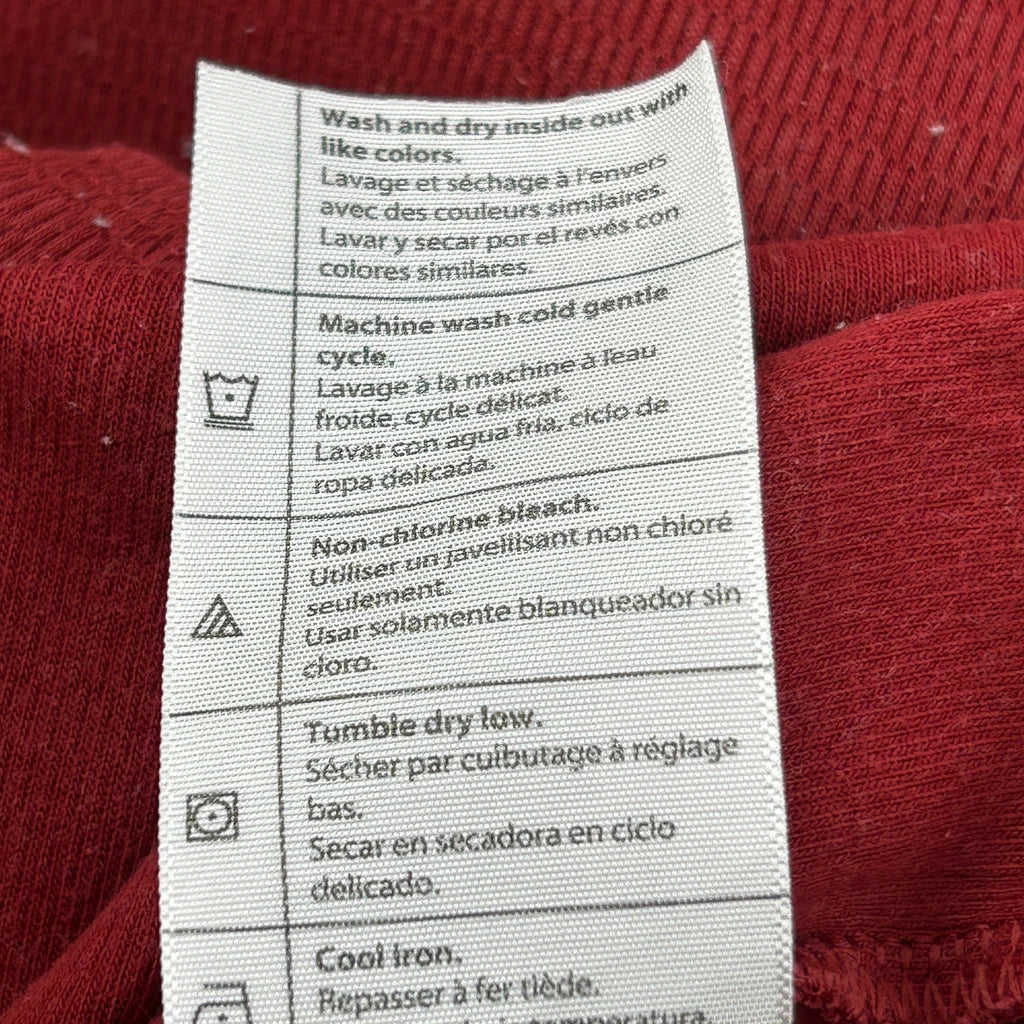 Wash and dry inside out with
like colors.
Lavage et séchage à l'envers
avec des couleurs similaires.
Lavar y secar por el revés con
colores similares.
Machine wash cold gentle
cycle.
Lavage à la machine à l'eau
froide, cycle délicat.
Lavar con agua fría, ciclo de
ropa delicada.
Non-chlorine bleach.
Utiliser un javellisant non chloré
seulement.
Usar solamente blanqueador sin
cloro.
Tumble dry low.
Sécher par culbutage à réglage
bas.
Secar en secadora en ciclo
delicado.
Cool iron.
Repasser à fer tiède.
temperatura.